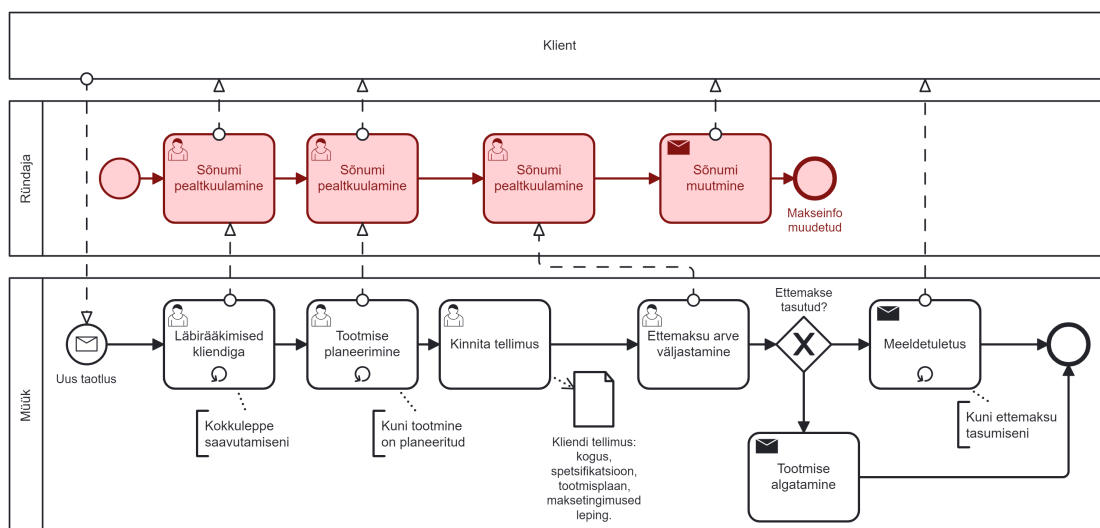 Klient
Ründaja
Sõnumi
pealtkuulamine
Sõnumi
pealtkuulamine
Sõnumi
pealtkuulamine
Sõnumi
muutmine
Makseinfo
muudetud
Müük
Uus taotlus
Läbirääkimised
kliendiga
Kokkuleppe
saavutamiseni
Tootmise
planeerimine
Kuni tootmine
on planeeritud
Kinnita tellimus
Kliendi tellimus:
kogus,
spetsifikatsioon,
tootmisplaan,
maksetingimused
leping.
Ettemaksu arve
väljastamine
Ettemakse
tasutud?
Meeldetuletus
Kuni ettemaksu
tasumiseni
Tootmise
algatamine